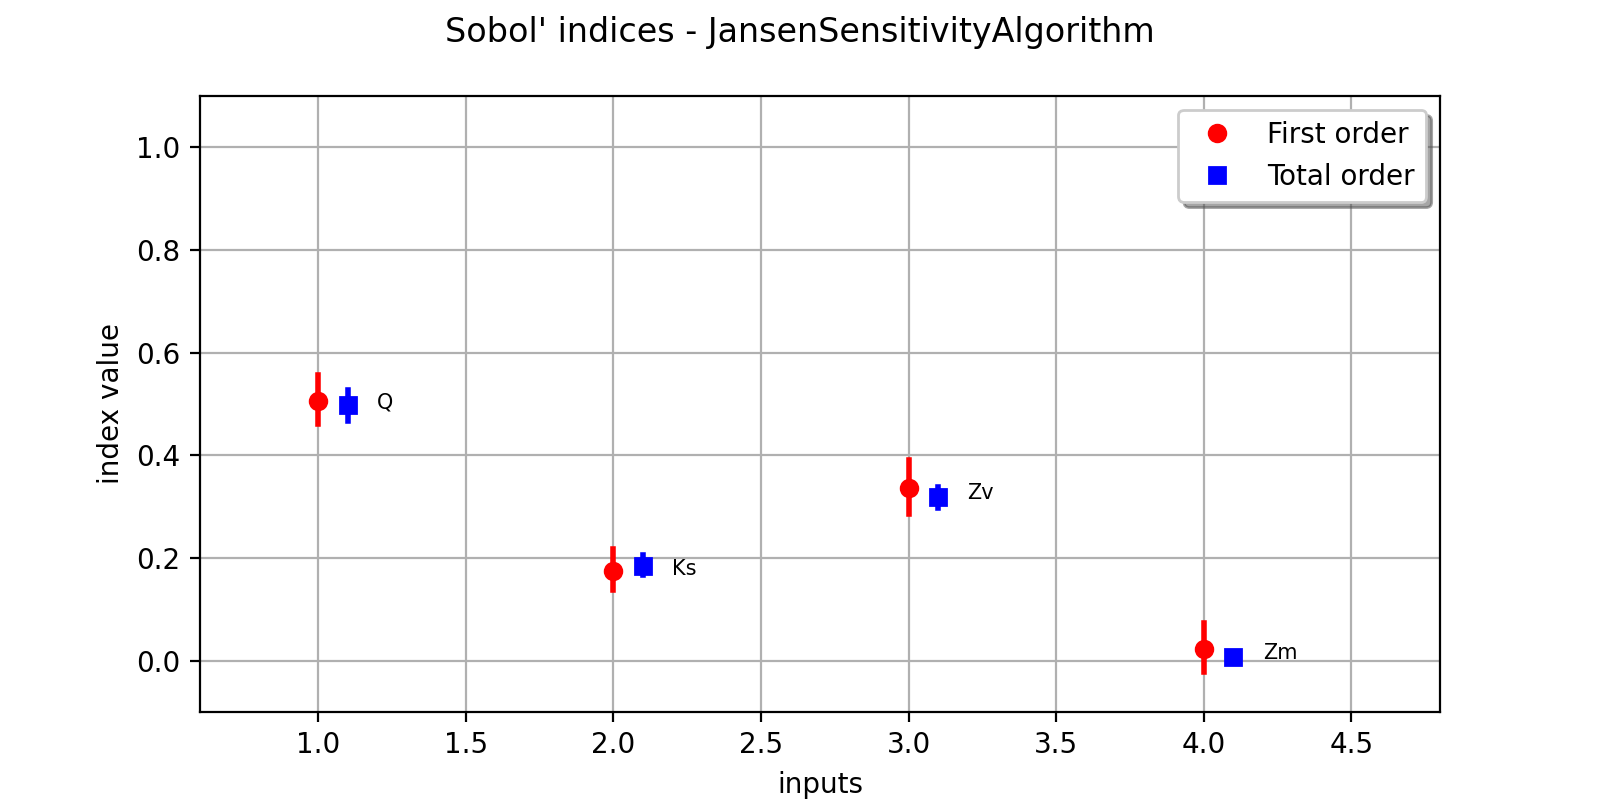 Sobol' indices - JansenSensitivityAlgorithm
First order
Total order
index value
1.0
0.8
0.6
0.4
0.2
0.0
Q
Ks
Zv
Zm
1.0 1.5 2.0 2.5 3.0 3.5 4.0 4.5
inputs